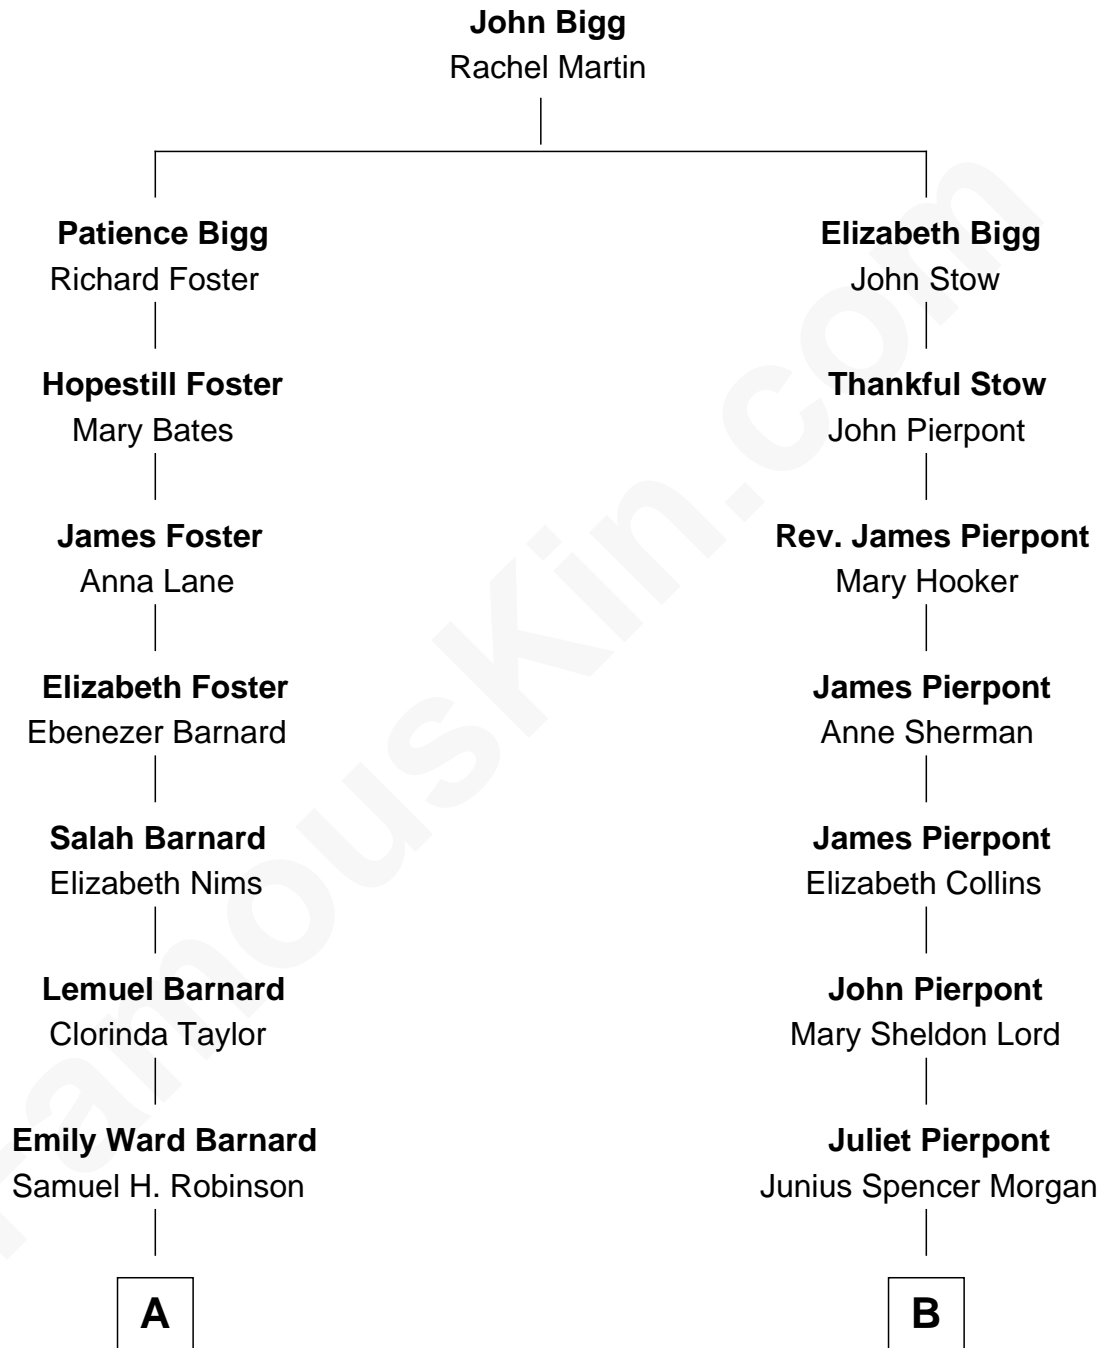 John Bigg
Rachel Martin
Patience Bigg
Richard Foster
Elizabeth Bigg
John Stow
Hopestill Foster
Mary Bates
Thankful Stow
John Pierpont
James Foster
Anna Lane
Rev. James Pierpont
Mary Hooker
Elizabeth Foster
Ebenezer Barnard
James Pierpont
Anne Sherman
Salah Barnard
Elizabeth Nims
James Pierpont
Elizabeth Collins
Lemuel Barnard
Clorinda Taylor
John Pierpont
Mary Sheldon Lord
Emily Ward Barnard
Samuel H. Robinson
Juliet Pierpont
Junius Spencer Morgan
A
B
FamousKin.com